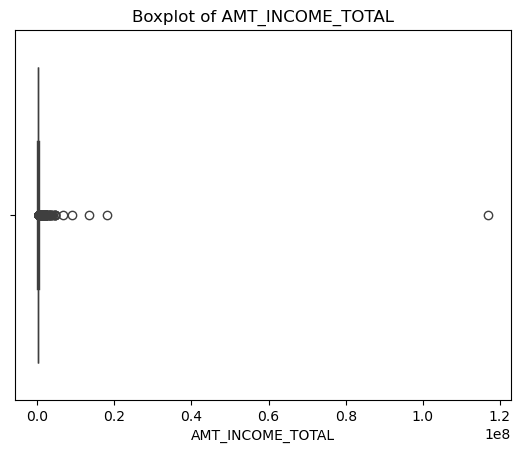 Boxplot of AMT_INCOME_TOTAL
0.0 0.2 0.4 0.6 0.8 1.0 1.2
1e8
AMT_INCOME_TOTAL